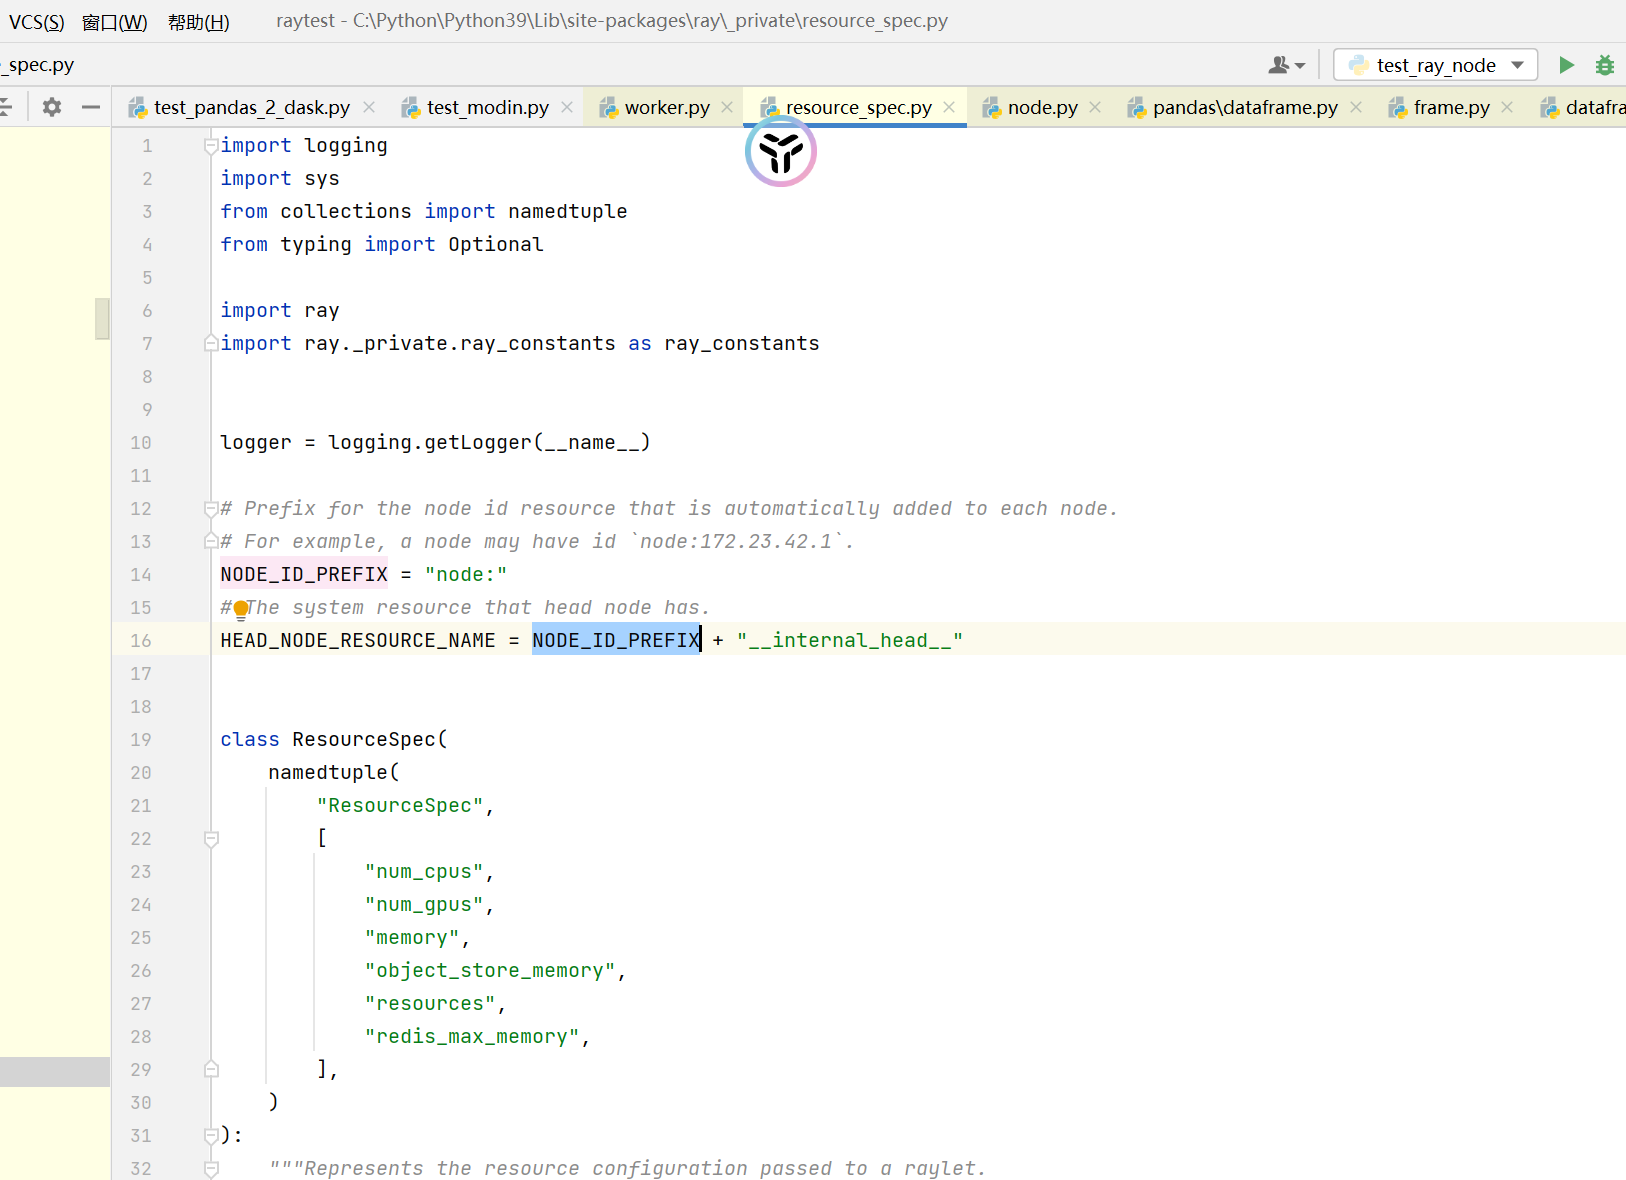 VCS(S) 窗口(W) 帮助(H) raytest - C:\Python\Python39\Lib\site-packages\ray\_private\resource_spec.py
_spec.py test_ray_node
test_pandas_2_dask.py test_modin.py worker.py resource_spec.py node.py pandas\dataframe.py frame.py datafra
1 import logging
2 import sys
3 from collections import namedtuple
4 from typing import Optional
5
6 import ray
7 import ray._private.ray_constants as ray_constants
8
9
10 logger = logging.getLogger(__name__)
11
12 # Prefix for the node id resource that is automatically added to each node.
13 # For example, a node may have id `node:172.23.42.1`.
14 NODE_ID_PREFIX = "node:"
15 # The system resource that head node has.
16 HEAD_NODE_RESOURCE_NAME = NODE_ID_PREFIX + "__internal_head__"
17
18
19 class ResourceSpec(
20 namedtuple(
21 "ResourceSpec",
22 [
23 "num_cpus",
24 "num_gpus",
25 "memory",
26 "object_store_memory",
27 "resources",
28 "redis_max_memory",
29 ],
30 )
31 ):
32 """Represents the resource configuration passed to a raylet.